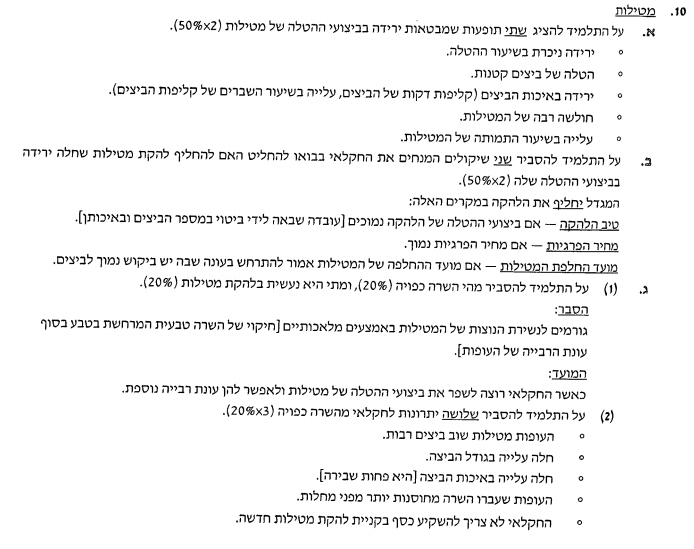 10. מטילות
א. על התלמיד להציג שתי תופעות שמבטאות ירידה בביצועי ההטלה של מטילות (50%x2).
° ירידה ניכרת בשיעור ההטלה.
° הטלה של ביצים קטנות.
° ירידה באיכות הביצים (קליפות דקות של הביצים, עלייה בשיעור השברים של קליפות הביצים).
° חולשה רבה של המטילות.
° עלייה בשיעור התמותה של המטילות.
ב. על התלמיד להסביר שני שיקולים המנחים את החקלאי בבואו להחליט האם להחליף להקת מטילות שחלה ירידה
בביצועי ההטלה שלה (50%x2).
המגדל יחליף את הלהקה במקרים האלה:
טיב הלהקה — אם ביצועי ההטלה של הלהקה נמוכים [עובדה שבאה לידי ביטוי במספר הביצים ובאיכותן].
מחיר הפרגיות — אם מחיר הפרגיות נמוך.
מועד החלפת המטילות — אם מועד ההחלפה של המטילות אמור להתרחש בעונה שבה יש ביקוש נמוך לביצים.
ג. (1) על התלמיד להסביר מהי השרה כפויה (20%), ומתי היא נעשית בלהקת מטילות (20%).
הסבר:
גורמים לנשירת הנוצות של המטילות באמצעים מלאכותיים [חיקוי של השרה טבעית המרחשת בטבע בסוף
עונת הרבייה של העופות].
המועד:
כאשר החקלאי רוצה לשפר את ביצועי ההטלה של מטילות ולאפשר להן עונת רבייה נוספת.
(2) על התלמיד להסביר שלושה יתרונות לחקלאי מהשרה כפויה (20%x3).
° העופות מטילות שוב ביצים רבות.
° חלה עלייה בגודל הביצה.
° חלה עלייה באיכות הביצה [היא פחות שבירה].
° העופות שעברו השרה מחוסנות יותר מפני מחלות.
° החקלאי לא צריך להשקיע כסף בקניית להקת מטילות חדשה.